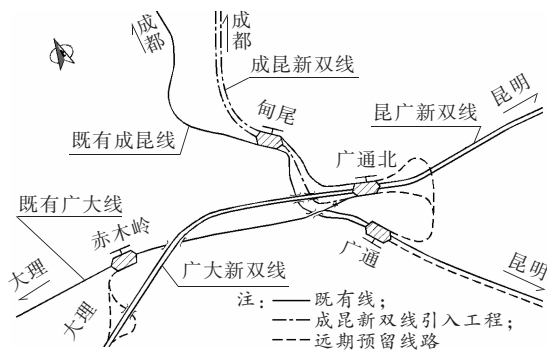 成都
成都
成昆新双线
甸尾
昆广新双线
昆明
既有成昆线
广通北
既有广大线
赤木岭
大理
广大新双线
广通
昆明
大理
注：既有线；
成昆新双线引入工程；
远期预留线路